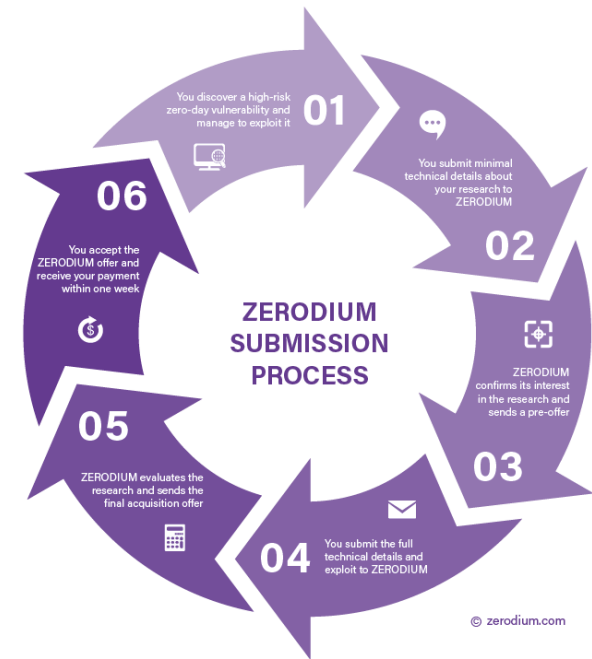 You discover a high-risk
zero-day vulnerability and
manage to exploit it
01
You submit minimal
technical details about
your research to
ZERODIUM
02
ZERODIUM
confirms its interest
in the research and
sends a pre-offer
03
04
You submit the full
technical details and
exploit to ZERODIUM
05
ZERODIUM evaluates the
research and sends the
final acquisition offer
06
You accept the
ZERODIUM offer and
receive your payment
within one week
$
ZERODIUM
SUBMISSION
PROCESS
© zerodium.com